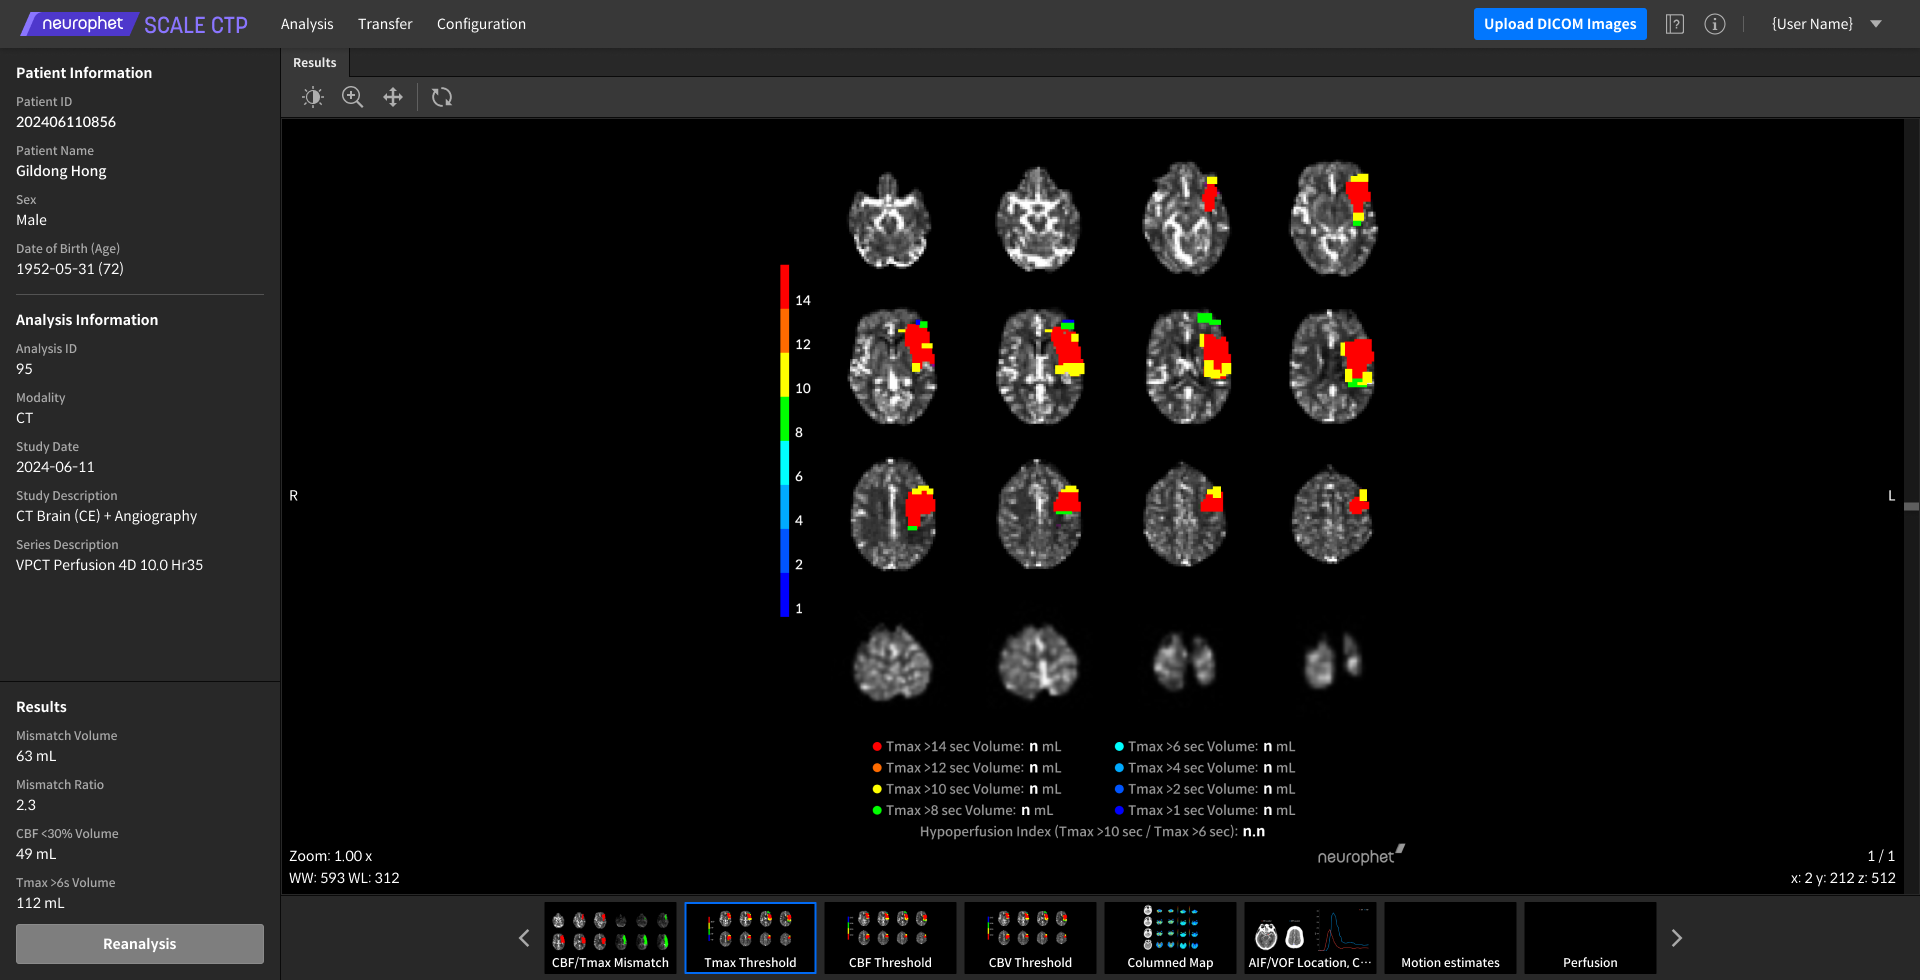 neurophet SCALE CTP
Analysis
Transfer
Configuration
Upload DICOM Images
{User Name}
Patient Information
Patient ID
202406110856
Patient Name
Gildong Hong
Sex
Male
Date of Birth (Age)
1952-05-31 (72)
Analysis Information
Analysis ID
95
Modality
CT
Study Date
2024-06-11
Study Description
CT Brain (CE) + Angiography
Series Description
VPCT Perfusion 4D 10.0 Hr35
Results
Mismatch Volume
63 mL
Mismatch Ratio
2.3
CBF <30% Volume
49 mL
Tmax >6s Volume
112 mL
Reanalysis
Results
R
L
14
12
10
8
6
4
2
1
Tmax >14 sec Volume: n mL
Tmax >12 sec Volume: n mL
Tmax >10 sec Volume: n mL
Tmax >8 sec Volume: n mL
Tmax >6 sec Volume: n mL
Tmax >4 sec Volume: n mL
Tmax >2 sec Volume: n mL
Tmax >1 sec Volume: n mL
Hypoperfusion Index (Tmax >10 sec / Tmax >6 sec): n.n
neurophet
Zoom: 1.00 x
WW: 593 WL: 312
1 / 1
x: 2 y: 212 z: 512
CBF/Tmax Mismatch
Tmax Threshold
CBF Threshold
CBV Threshold
Columned Map
AIF/VOF Location, C···
Motion estimates
Perfusion